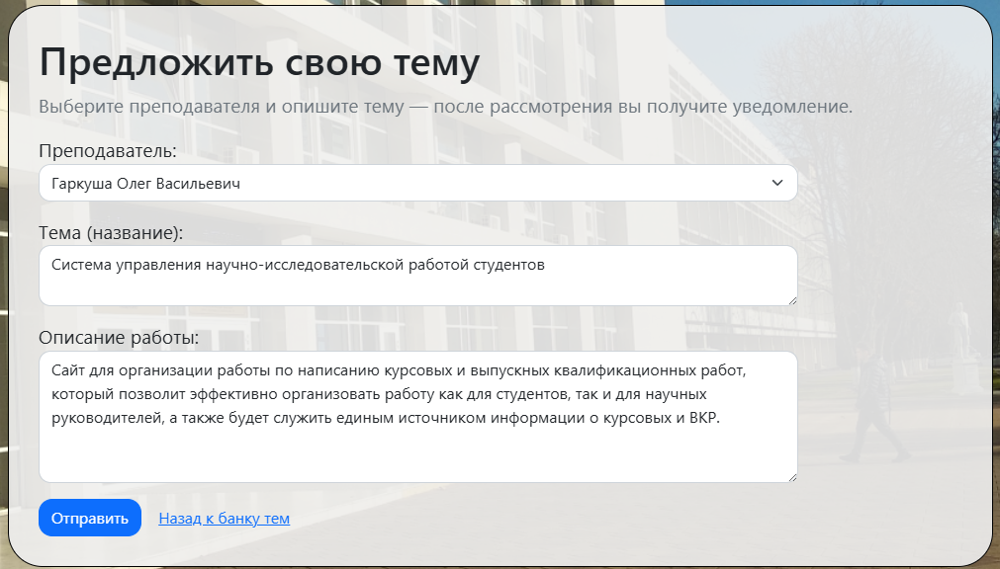 Предложить свою тему
Выберите преподавателя и опишите тему — после рассмотрения вы получите уведомление.
Преподаватель:
Гаркуша Олег Васильевич
Тема (название):
Система управления научно-исследовательской работой студентов
Описание работы:
Сайт для организации работы по написанию курсовых и выпускных квалификационных работ,
который позволит эффективно организовать работу как для студентов, так и для научных
руководителей, а также будет служить единым источником информации о курсовых и ВКР.
Отправить Назад к банку тем